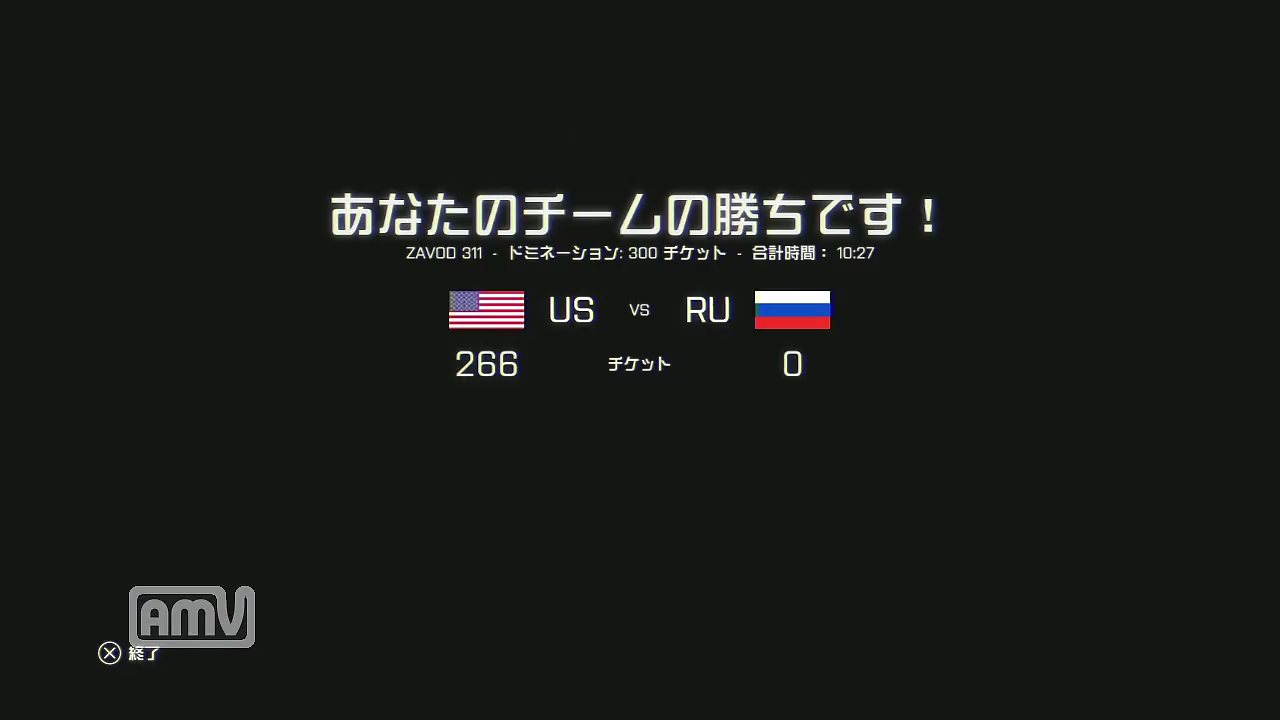 あなたのチームの勝ちです！
ZAVOD 311 - ドミネーション: 300 チケット - 合計時間： 10:27
US VS RU
266 チケット 0
AMV
終了